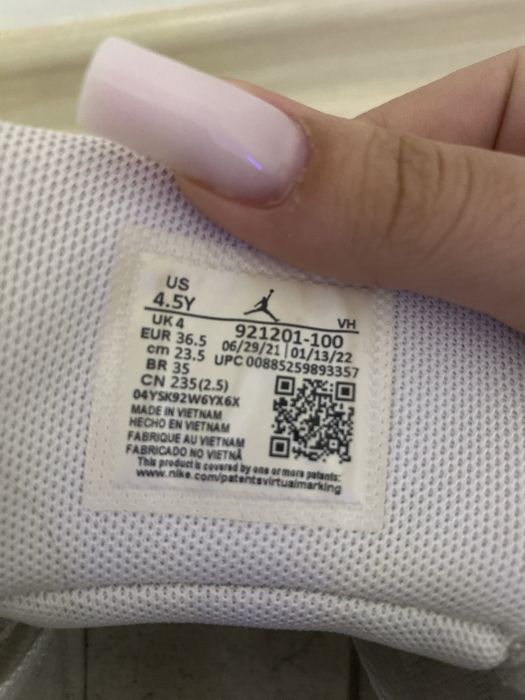 US
4.5Y
VH
UK 4
921201-100
EUR 36.5
06/29/21 | 01/13/22
cm 23.5
UPC 00885259893357
BR 35
CN 235(2.5)
04YSK92W6YX6X
MADE IN VIETNAM
HECHO EN VIETNAM
FABRIQUE AU VIETNAM
FABRICADO NO VIETNÃ
This product is covered by one or more patents:
www.nike.com/patentsvirtualmarking